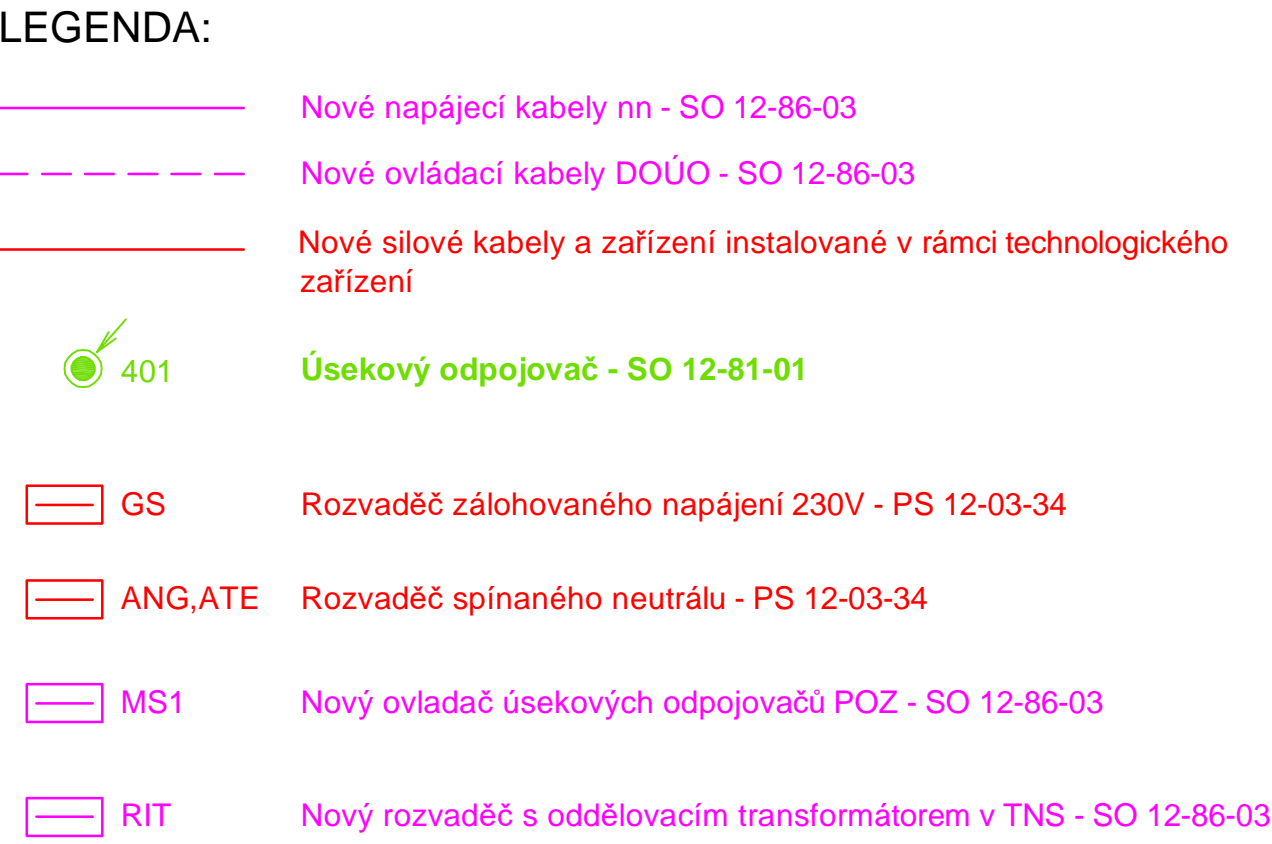 LEGENDA:
Nové napájecí kabely nn - SO 12-86-03
Nové ovládací kabely DOÚO - SO 12-86-03
Nové silové kabely a zařízení instalované v rámci technologického
zařízení
401 Úsekový odpojovač - SO 12-81-01
GS Rozvaděč zálohovaného napájení 230V - PS 12-03-34
ANG,ATE Rozvaděč spínaného neutrálu - PS 12-03-34
MS1 Nový ovladač úsekových odpojovačů POZ - SO 12-86-03
RIT Nový rozvaděč s oddělovacím transformátorem v TNS - SO 12-86-03